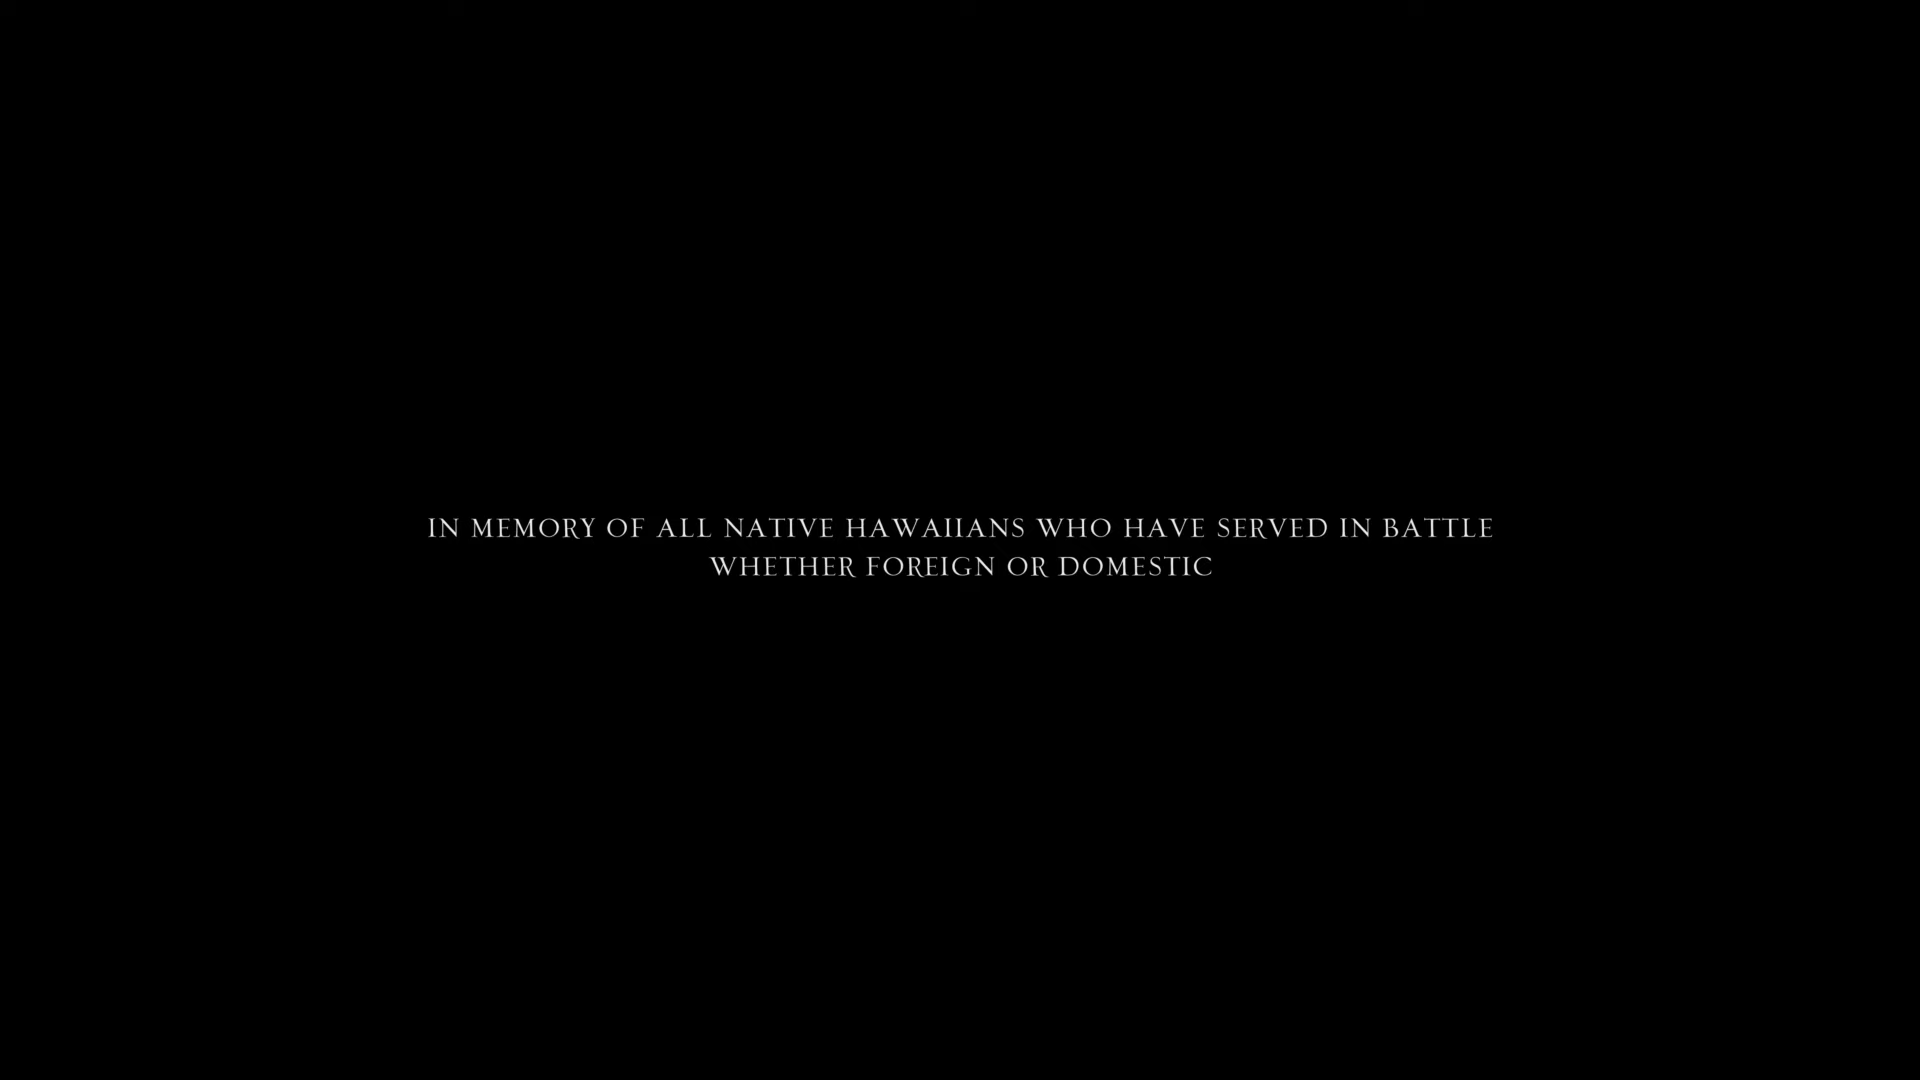 IN MEMORY OF ALL NATIVE HAWAIIANS WHO HAVE SERVED IN BATTLE
WHETHER FOREIGN OR DOMESTIC